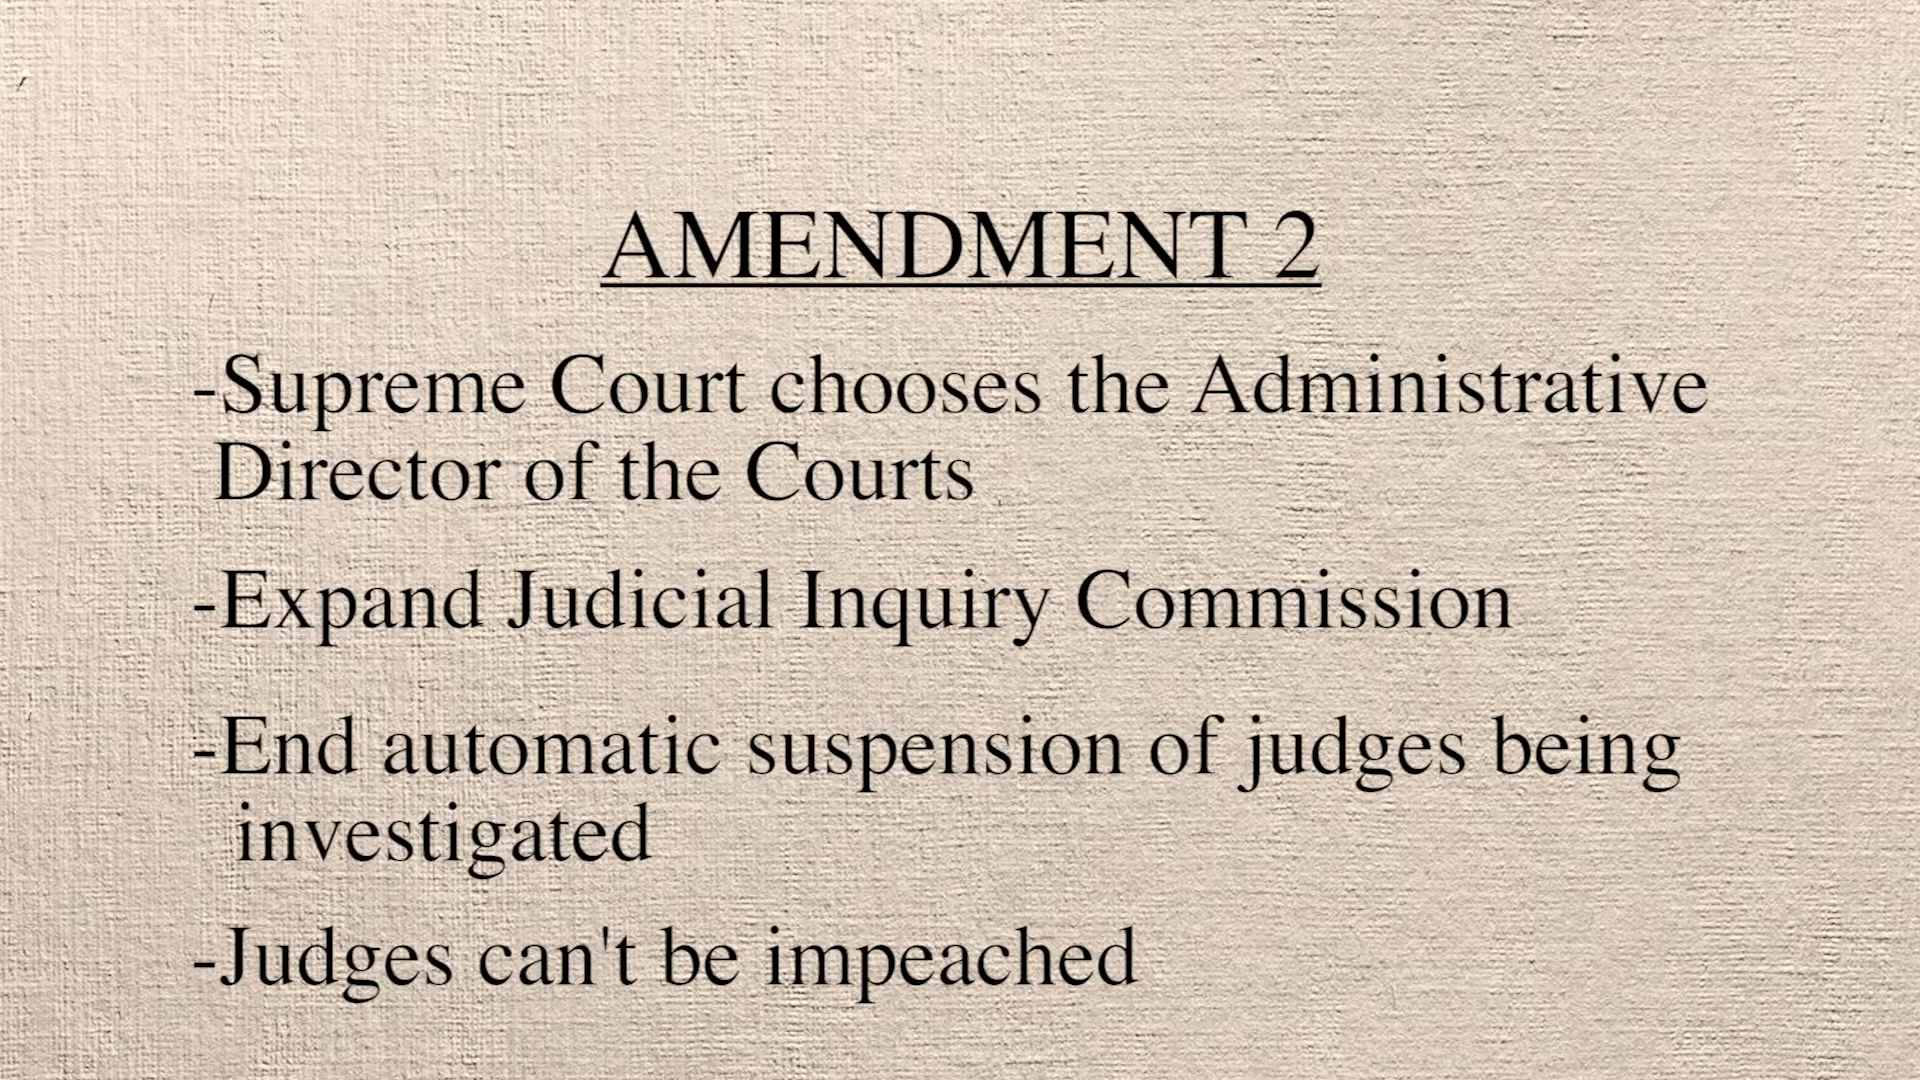 AMENDMENT 2
-Supreme Court chooses the Administrative
Director of the Courts
-Expand Judicial Inquiry Commission
-End automatic suspension of judges being
investigated
-Judges can't be impeached